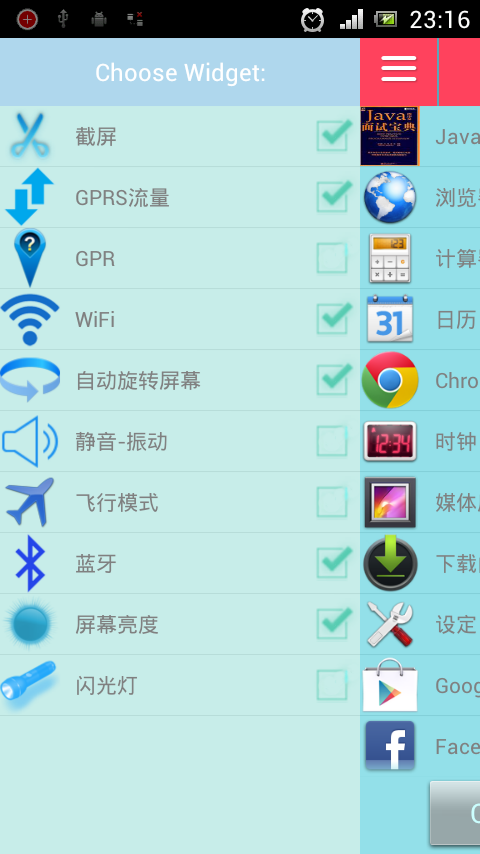 23:16
Choose Widget:
截屏
GPRS流量
GPR
WiFi
自动旋转屏幕
静音-振动
飞行模式
蓝牙
屏幕亮度
闪光灯
Java
面试宝典
Java
浏览
23
计算
31
日历
Chro
12:34
时钟
媒体
下载
设定
Goog
f
Face